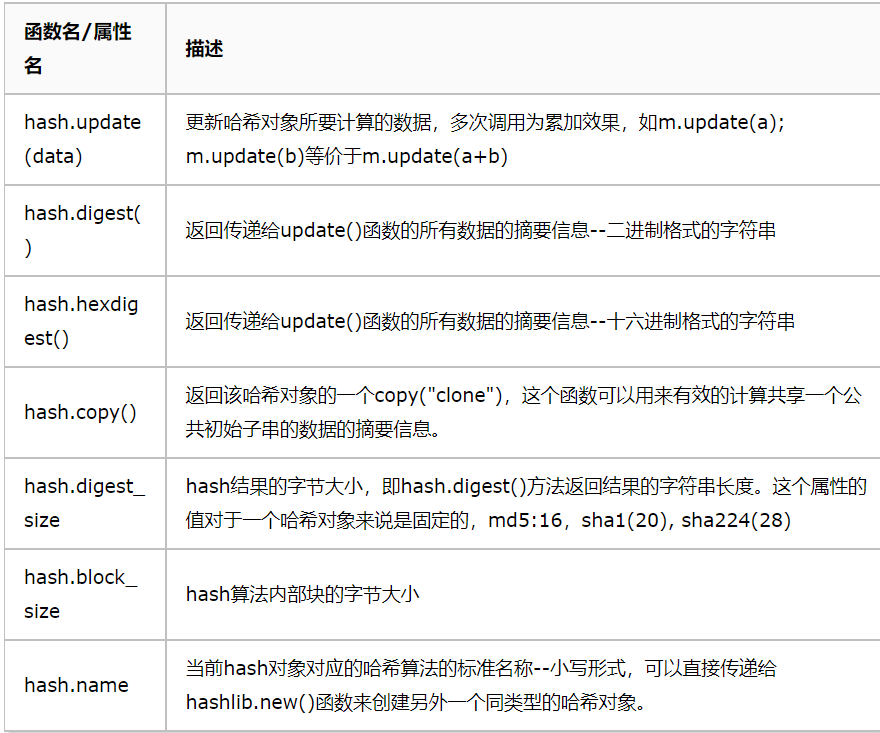 函数名/属性
名
描述
hash.update
(data)
更新哈希对象所要计算的数据，多次调用为累加效果，如m.update(a);
m.update(b)等价于m.update(a+b)
hash.digest(
)
返回传递给update()函数的所有数据的摘要信息--二进制格式的字符串
hash.hexdig
est()
返回传递给update()函数的所有数据的摘要信息--十六进制格式的字符串
hash.copy()
返回该哈希对象的一个copy("clone")，这个函数可以用来有效的计算共享一个公
共初始子串的数据的摘要信息。
hash.digest_
size
hash结果的字节大小，即hash.digest()方法返回结果的字符串长度。这个属性的
值对于一个哈希对象来说是固定的，md5:16，sha1(20), sha224(28)
hash.block_
size
hash算法内部块的字节大小
hash.name
当前hash对象对应的哈希算法的标准名称--小写形式，可以直接传递给
hashlib.new()函数来创建另外一个同类型的哈希对象。